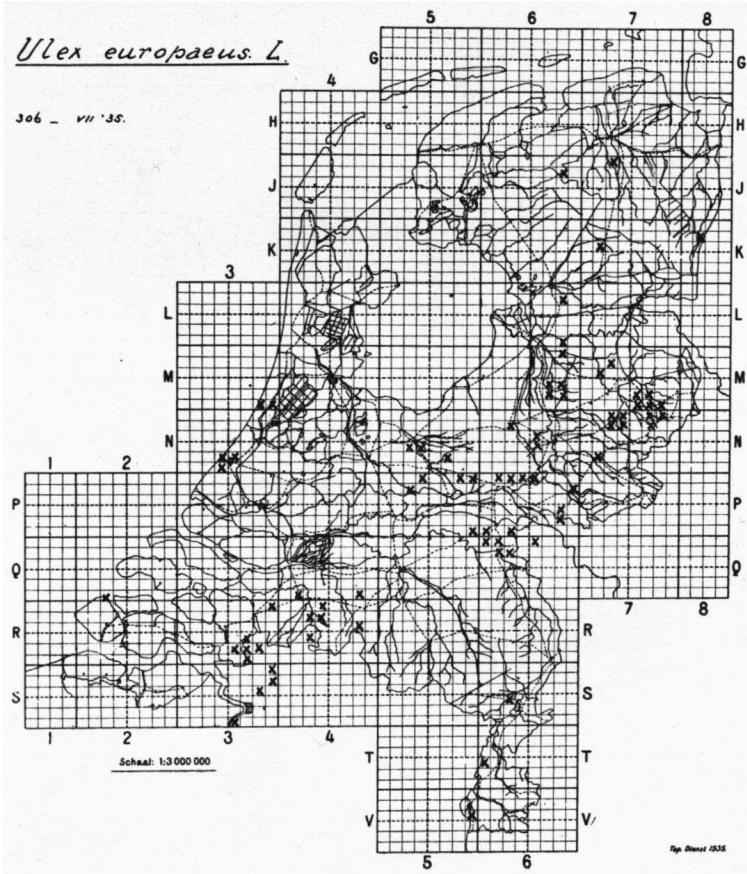 Ulex europaeus. L.
306 - VII '35.
5 6 7 8
G G
4
H H
J J
K K
3
L L
M M
N N
1 2
P P
Q Q
7 8
R R
S S
1 2 3 4
Schaal: 1:3 000 000
T T
V V
5 6
Top. Dienst 1935